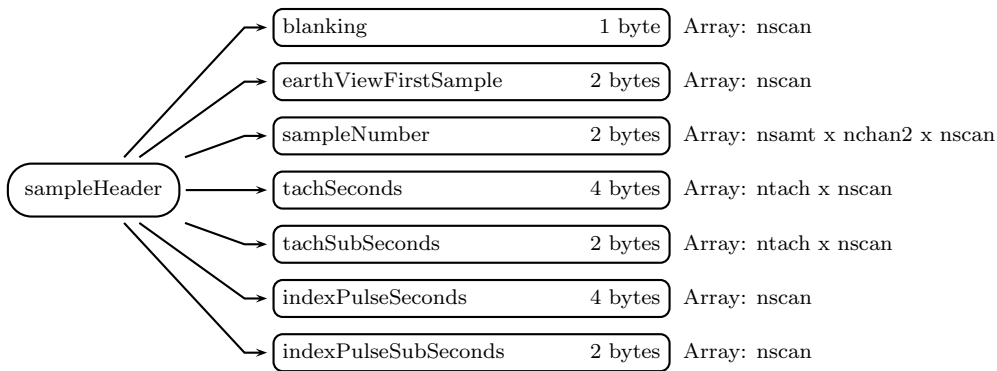 blanking 1 byte Array: nscan
earthViewFirstSample 2 bytes Array: nscan
sampleNumber 2 bytes Array: nsamt x nchan2 x nscan
sampleHeader
tachSeconds 4 bytes Array: ntach x nscan
tachSubSeconds 2 bytes Array: ntach x nscan
indexPulseSeconds 4 bytes Array: nscan
indexPulseSubSeconds 2 bytes Array: nscan